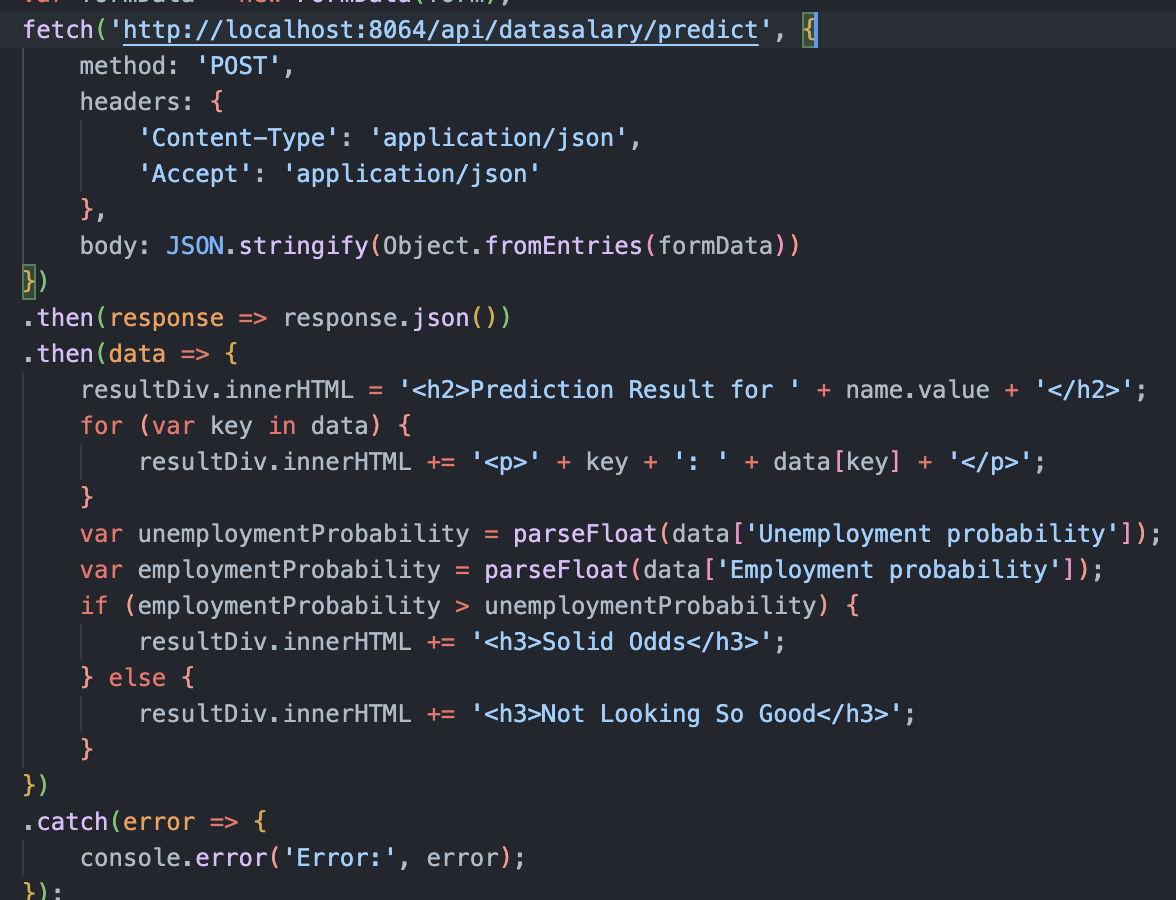 var formData = new FormData(form);
fetch('http://localhost:8064/api/datasalary/predict', {
    method: 'POST',
    headers: {
        'Content-Type': 'application/json',
        'Accept': 'application/json'
    },
    body: JSON.stringify(Object.fromEntries(formData))
})
.then(response => response.json())
.then(data => {
    resultDiv.innerHTML = '<h2>Prediction Result for ' + name.value + '</h2>';
    for (var key in data) {
        resultDiv.innerHTML += '<p>' + key + ': ' + data[key] + '</p>';
    }
    var unemploymentProbability = parseFloat(data['Unemployment probability']);
    var employmentProbability = parseFloat(data['Employment probability']);
    if (employmentProbability > unemploymentProbability) {
        resultDiv.innerHTML += '<h3>Solid Odds</h3>';
    } else {
        resultDiv.innerHTML += '<h3>Not Looking So Good</h3>';
    }
})
.catch(error => {
    console.error('Error:', error);
});